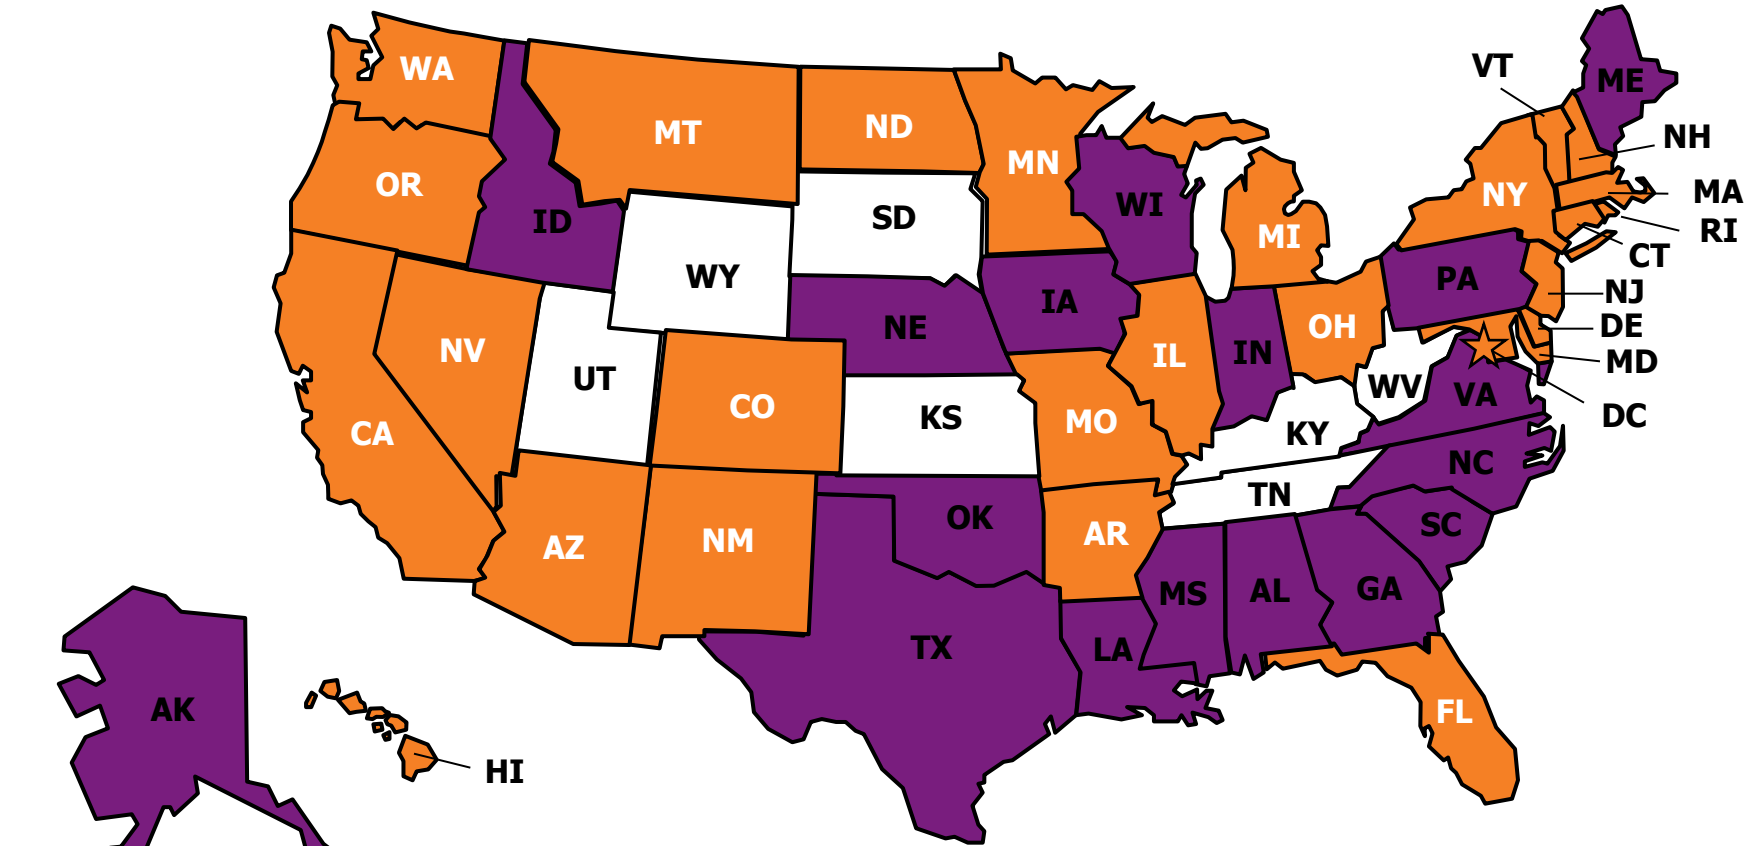 WA
MT
ND
MN
OR
ID
SD
WY
WI
MI
NY
ME
VT
NH
MA
RI
CT
NJ
DE
MD
DC
PA
NV
UT
CO
NE
IA
IL
IN
OH
CA
KS
MO
KY
WV
VA
AZ
NM
OK
AR
TN
NC
SC
TX
LA
MS
AL
GA
FL
AK
HI